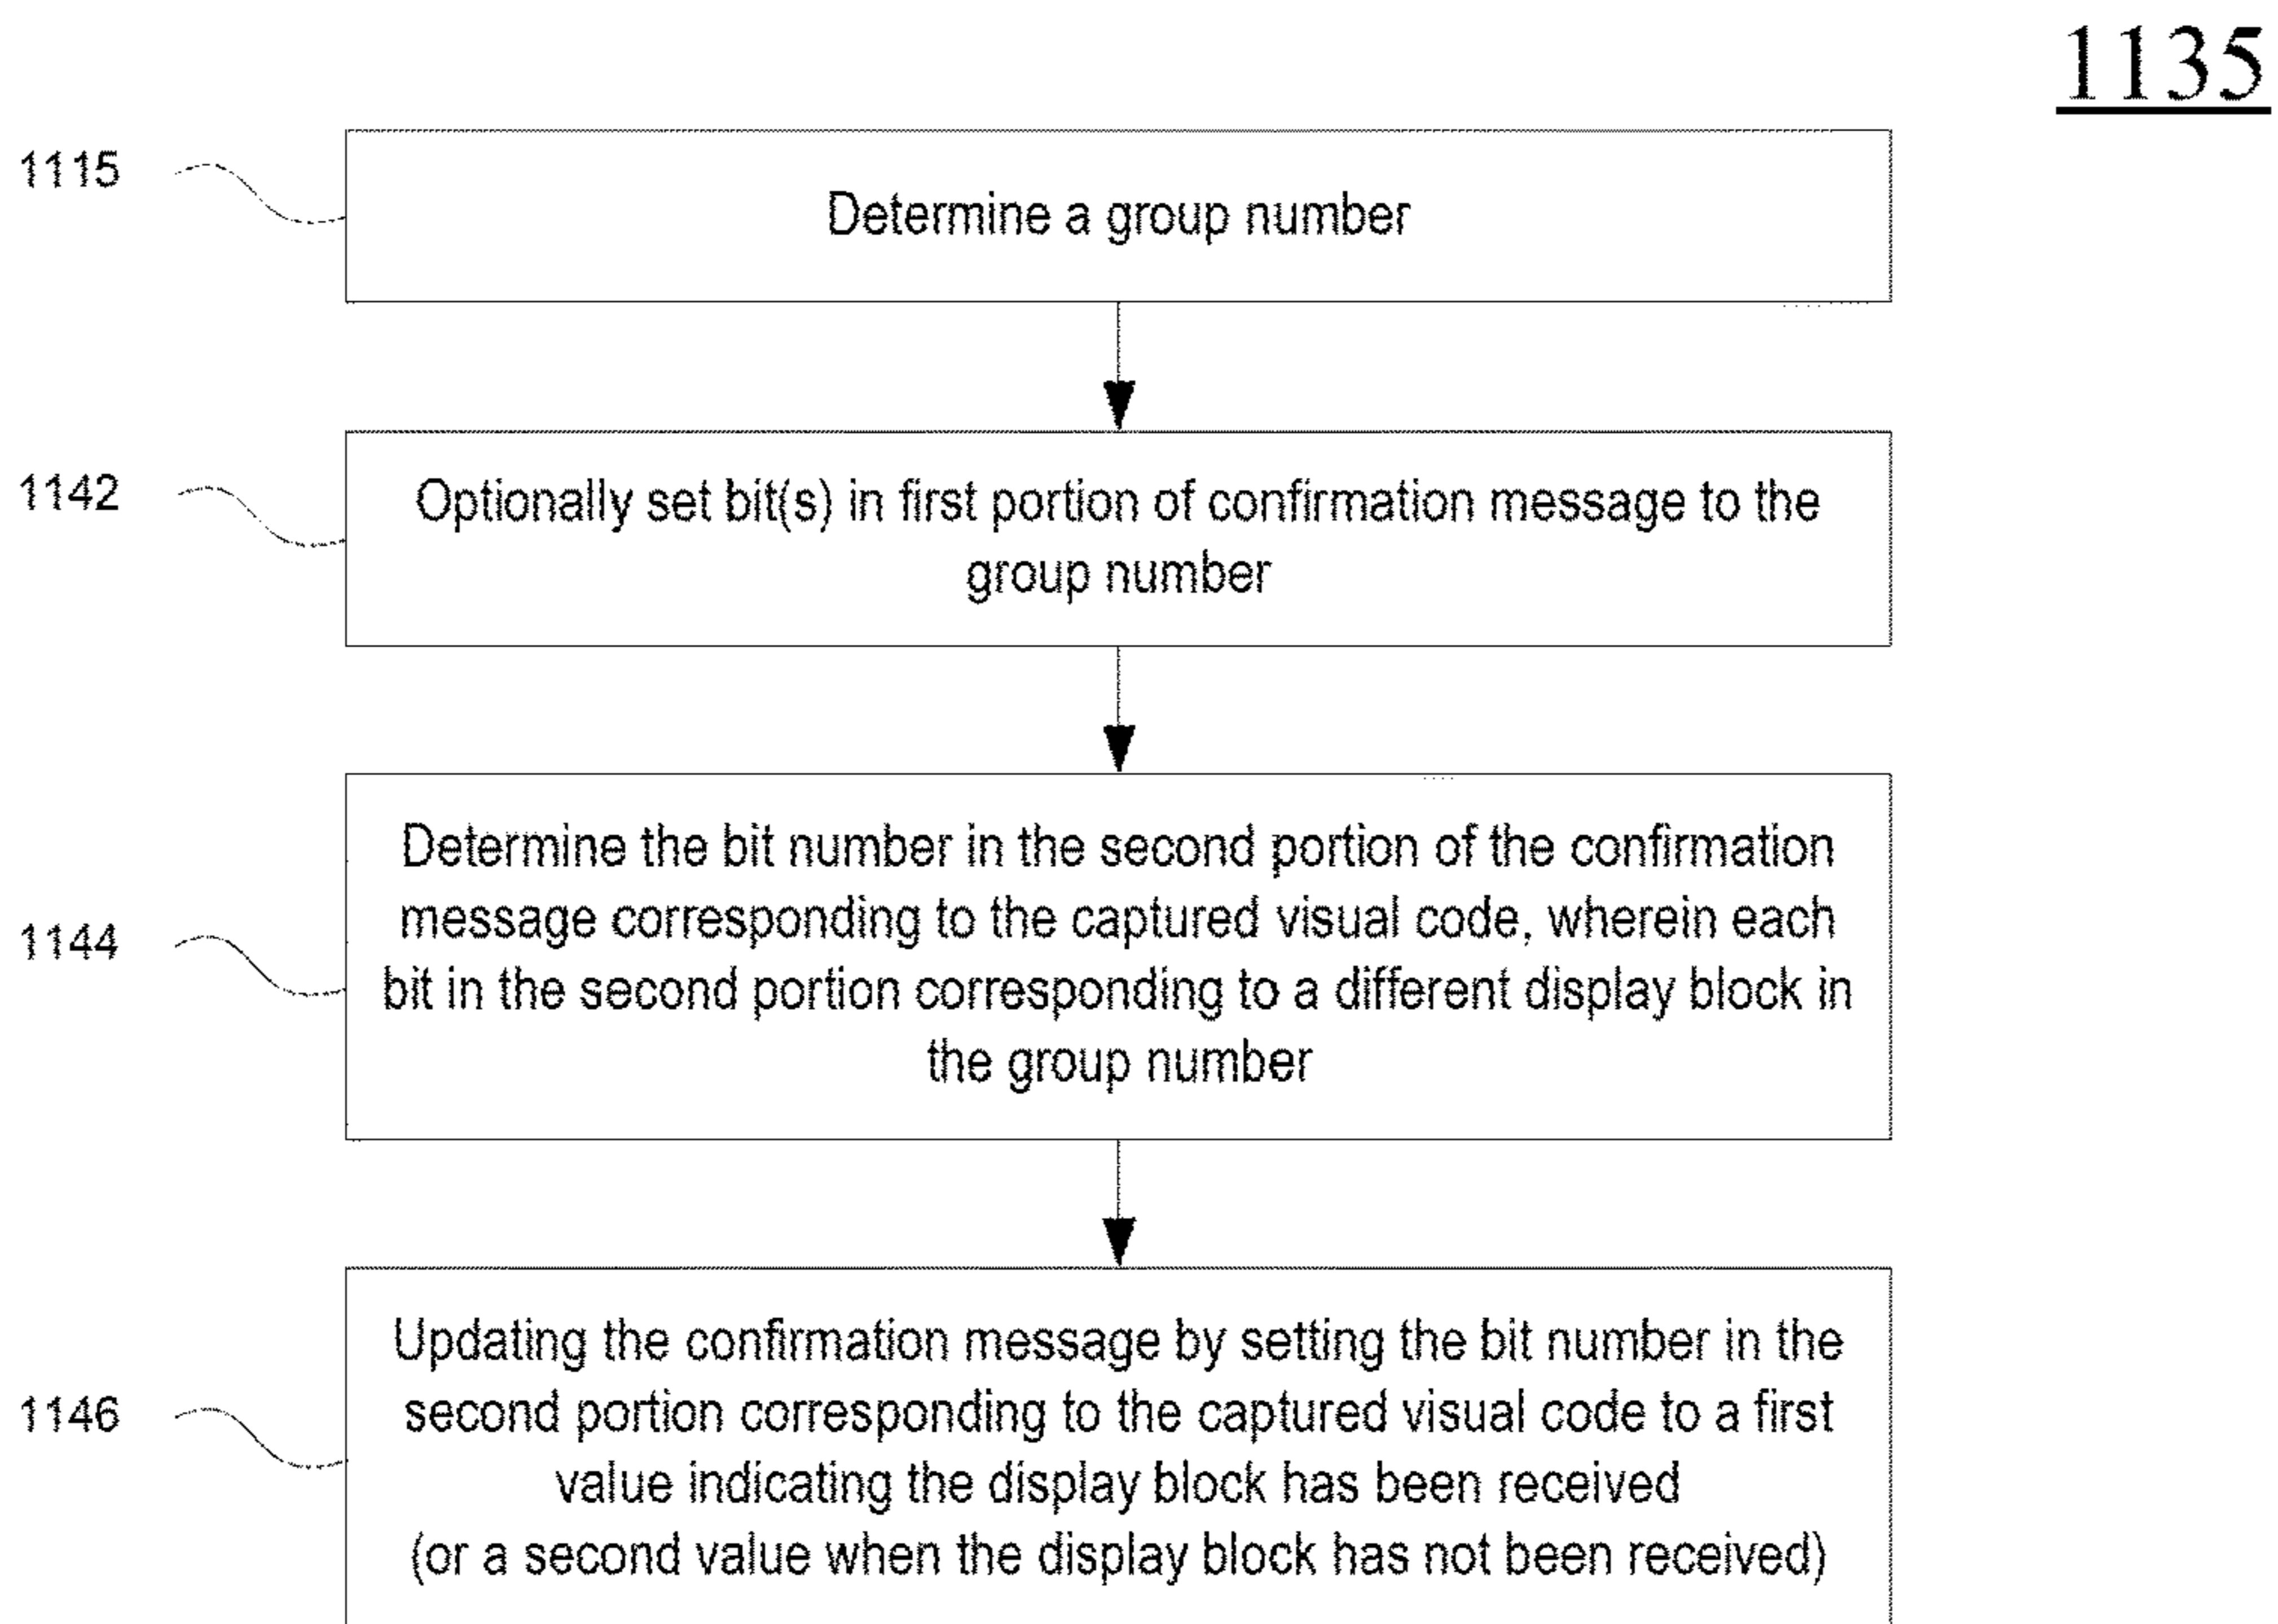 1135
1115
Determine a group number
1142
Optionally set bit(s) in first portion of confirmation message to the
group number
1144
Determine the bit number in the second portion of the confirmation
message corresponding to the captured visual code, wherein each
bit in the second portion corresponding to a different display block in
the group number
1146
Updating the confirmation message by setting the bit number in the
second portion corresponding to the captured visual code to a first
value indicating the display block has been received
(or a second value when the display block has not been received)